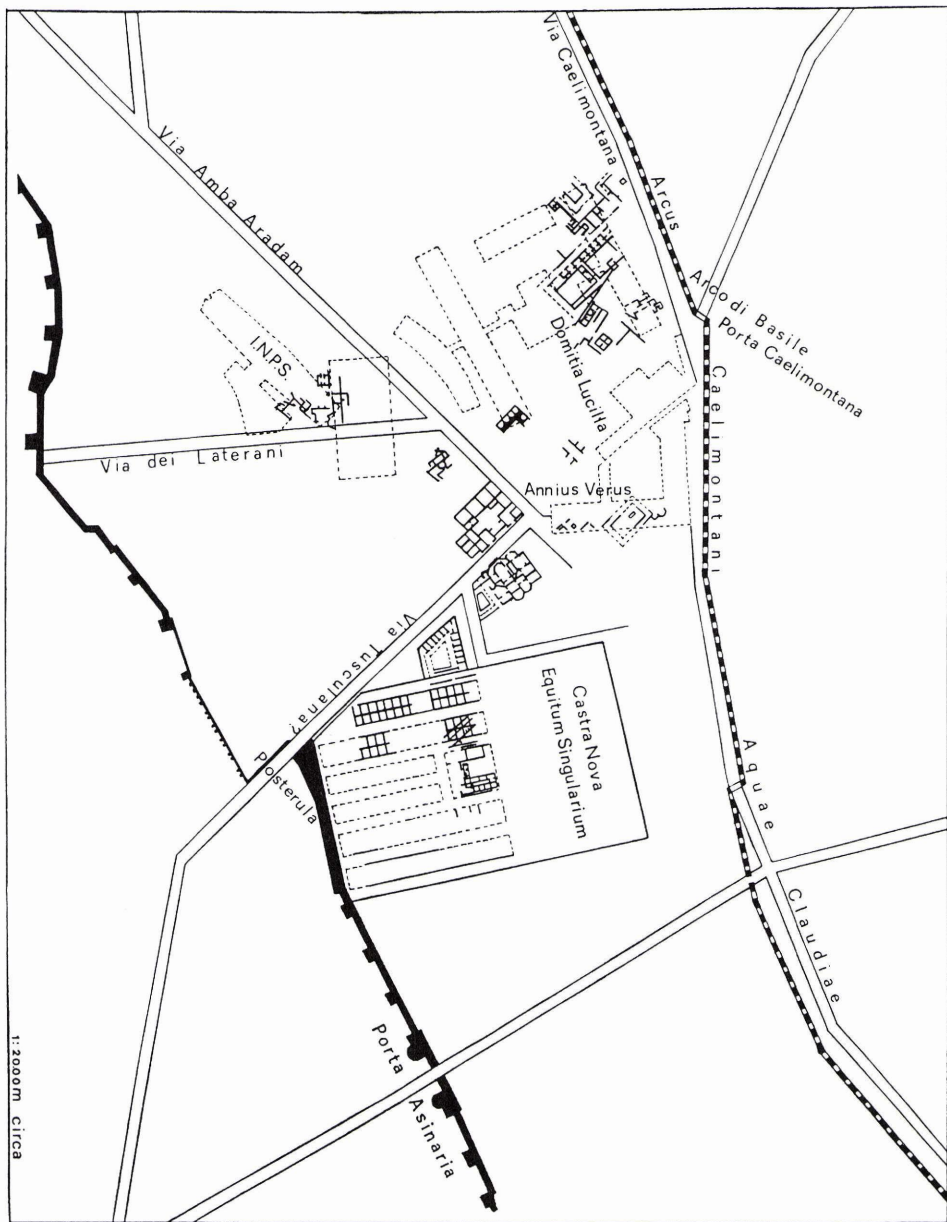 Via Caelimontana
Arcus
Caelimontani
Aquae
Claudiae
Arco di Basile
Porta Caelimontana
Via Amba Aradam
Domitia Lucilla
I.N.P.S
Via dei Laterani
Annius Verus
Via Tusculana?
Castra Nova
Equitum Singularium
Posterula
Porta
Asinaria
1:2000m circa